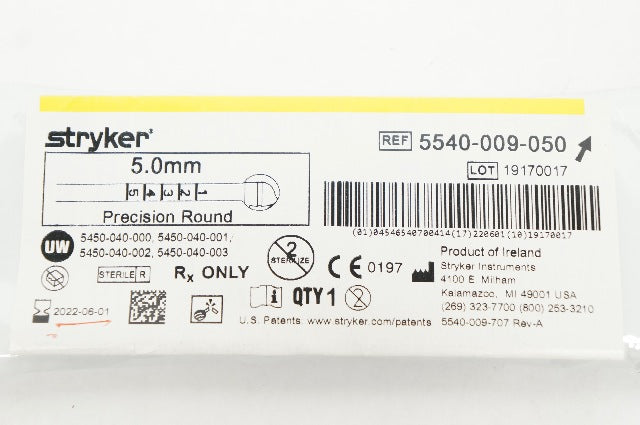 stryker
REF 5540-009-050
LOT 19170017
5.0mm
5 4 3 2 1
Precision Round
(01)04546540700414(17)220601(10)19170017
UW
5450-040-000, 5450-040-001,
5450-040-002, 5450-040-003
2
STERILIZE
CE 0197
Product of Ireland
Stryker Instruments
4100 E. Milham
Kalamazoo, MI 49001 USA
(269) 323-7700 (800) 253-3210
STERILE R
Rx ONLY
i QTY 1 2
2022-06-01
U.S. Patents: www.stryker.com/patents
5540-009-707 Rev-A